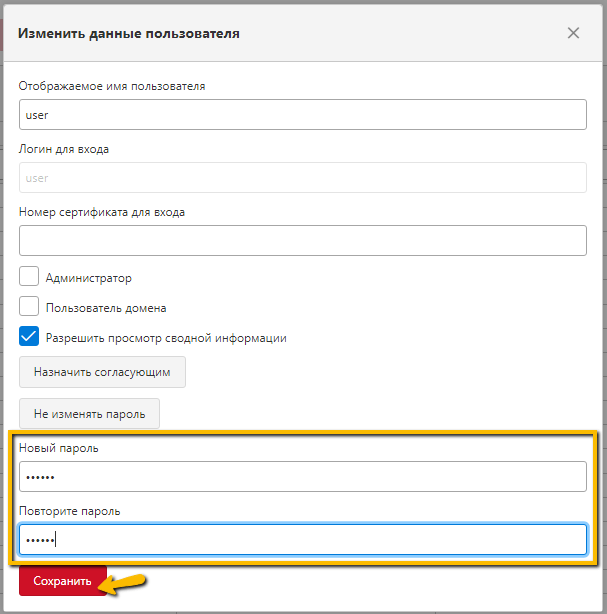 Изменить данные пользователя
Отображаемое имя пользователя
user
Логин для входа
user
Номер сертификата для входа
Администратор
Пользователь домена
Разрешить просмотр сводной информации
Назначить согласующим
Не изменять пароль
Новый пароль
••••••
Повторите пароль
••••••
Сохранить